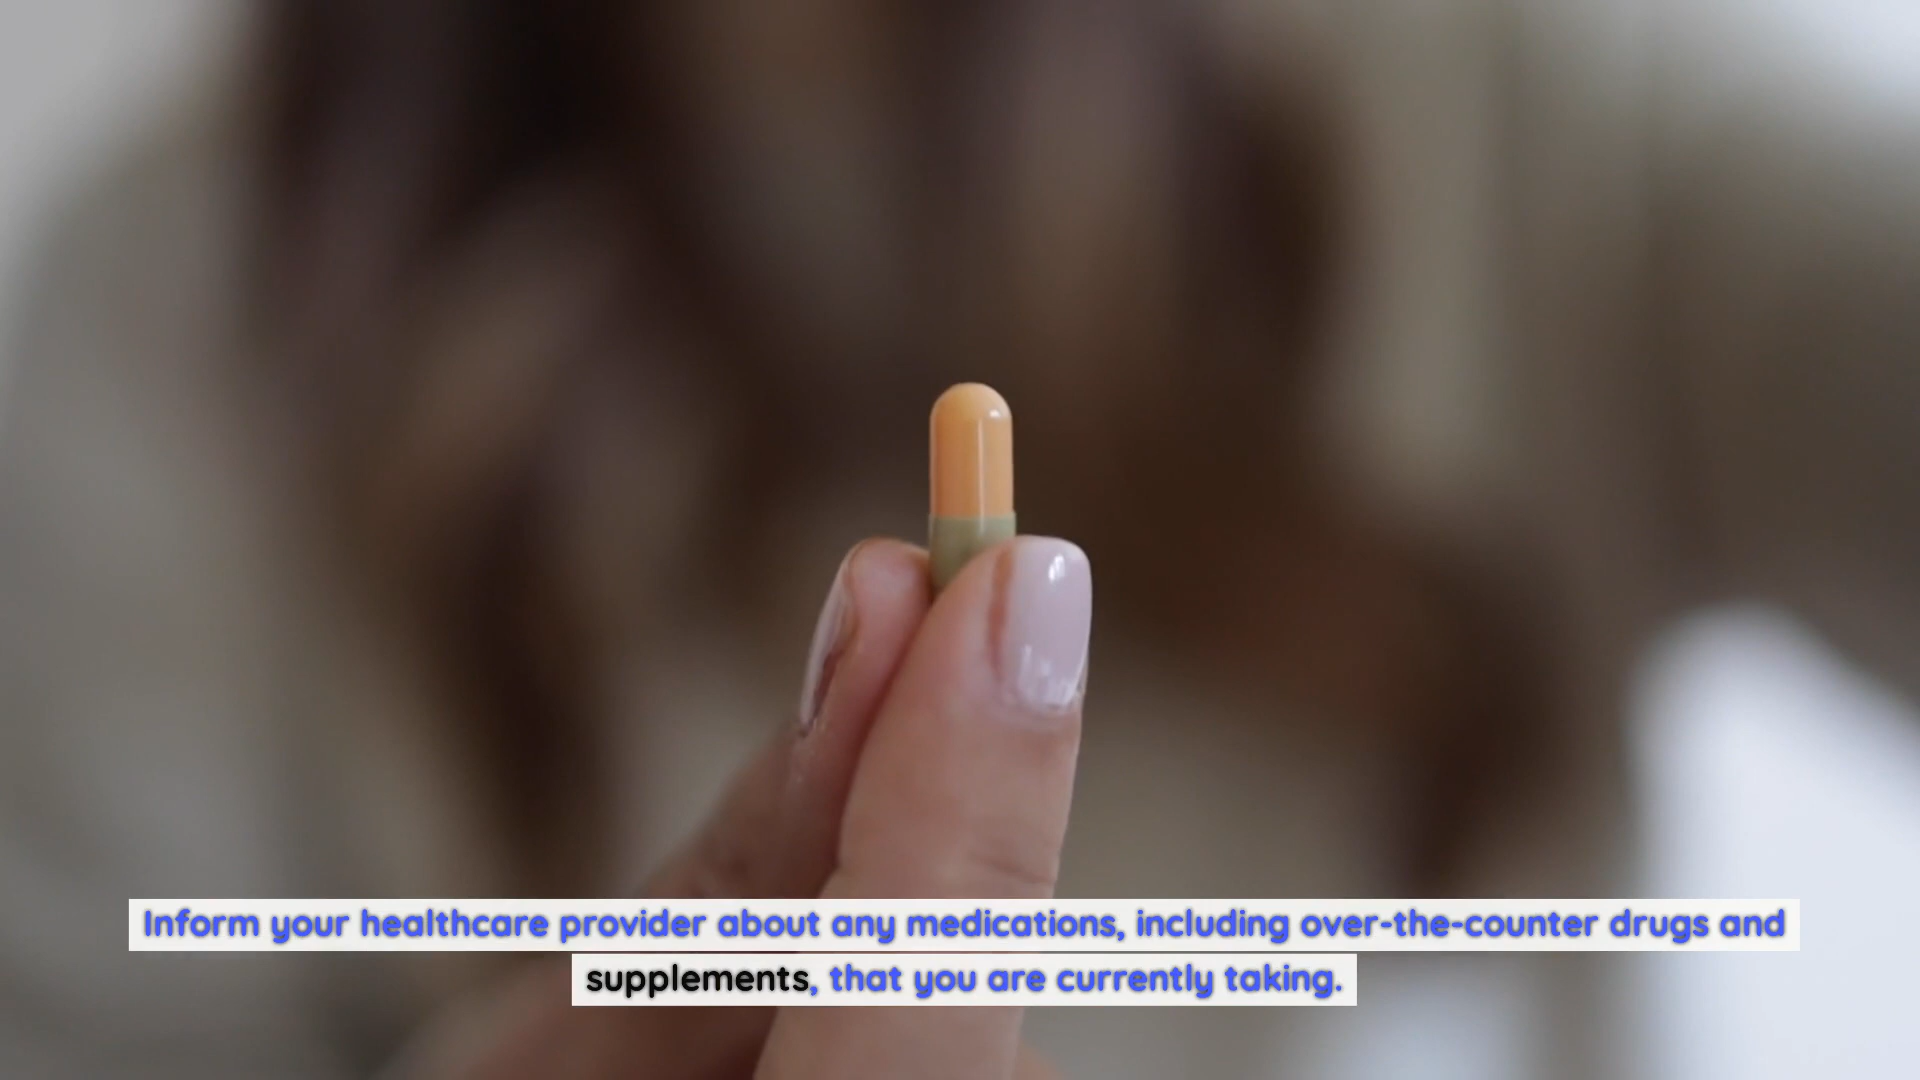 Inform your healthcare provider about any medications, including over-the-counter drugs and
supplements, that you are currently taking.